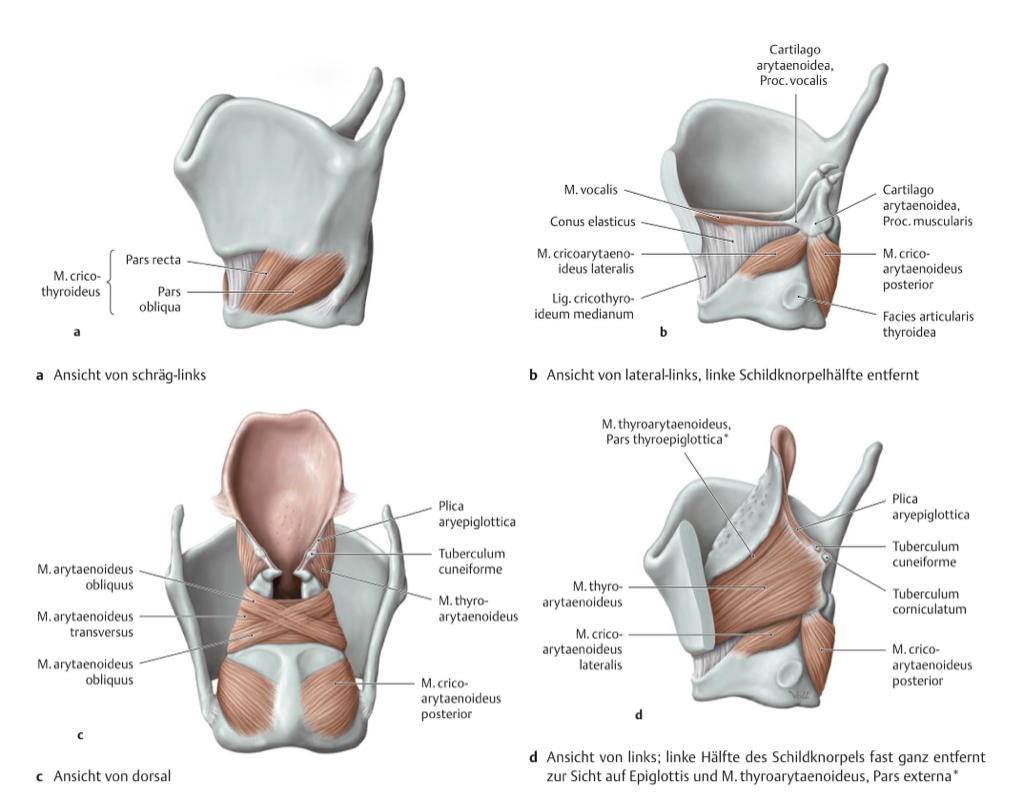 Pars recta
M. crico-
thyroideus
Pars
obliqua
a
a Ansicht von schräg-links
Cartilago
arytaenoidea,
Proc. vocalis
M. vocalis
Conus elasticus
M. cricoarytaeno-
ideus lateralis
Lig. cricothyro-
ideum medianum
Cartilago
arytaenoidea,
Proc. muscularis
M. crico-
arytaenoideus
posterior
Facies articularis
thyroidea
b
b Ansicht von lateral-links, linke Schildknorpelhälfte entfernt
M. arytaenoideus
obliquus
M. arytaenoideus
transversus
M. arytaenoideus
obliquus
Plica
aryepiglottica
Tuberculum
cuneiforme
M. thyro-
arytaenoideus
M. crico-
arytaenoideus
posterior
c
c Ansicht von dorsal
M. thyroarytaenoideus,
Pars thyroepiglottica*
M. thyro-
arytaenoideus
M. crico-
arytaenoideus
lateralis
Plica
aryepiglottica
Tuberculum
cuneiforme
Tuberculum
corniculatum
M. crico-
arytaenoideus
posterior
d
d Ansicht von links; linke Hälfte des Schildknorpels fast ganz entfernt
zur Sicht auf Epiglottis und M. thyroarytaenoideus, Pars externa*